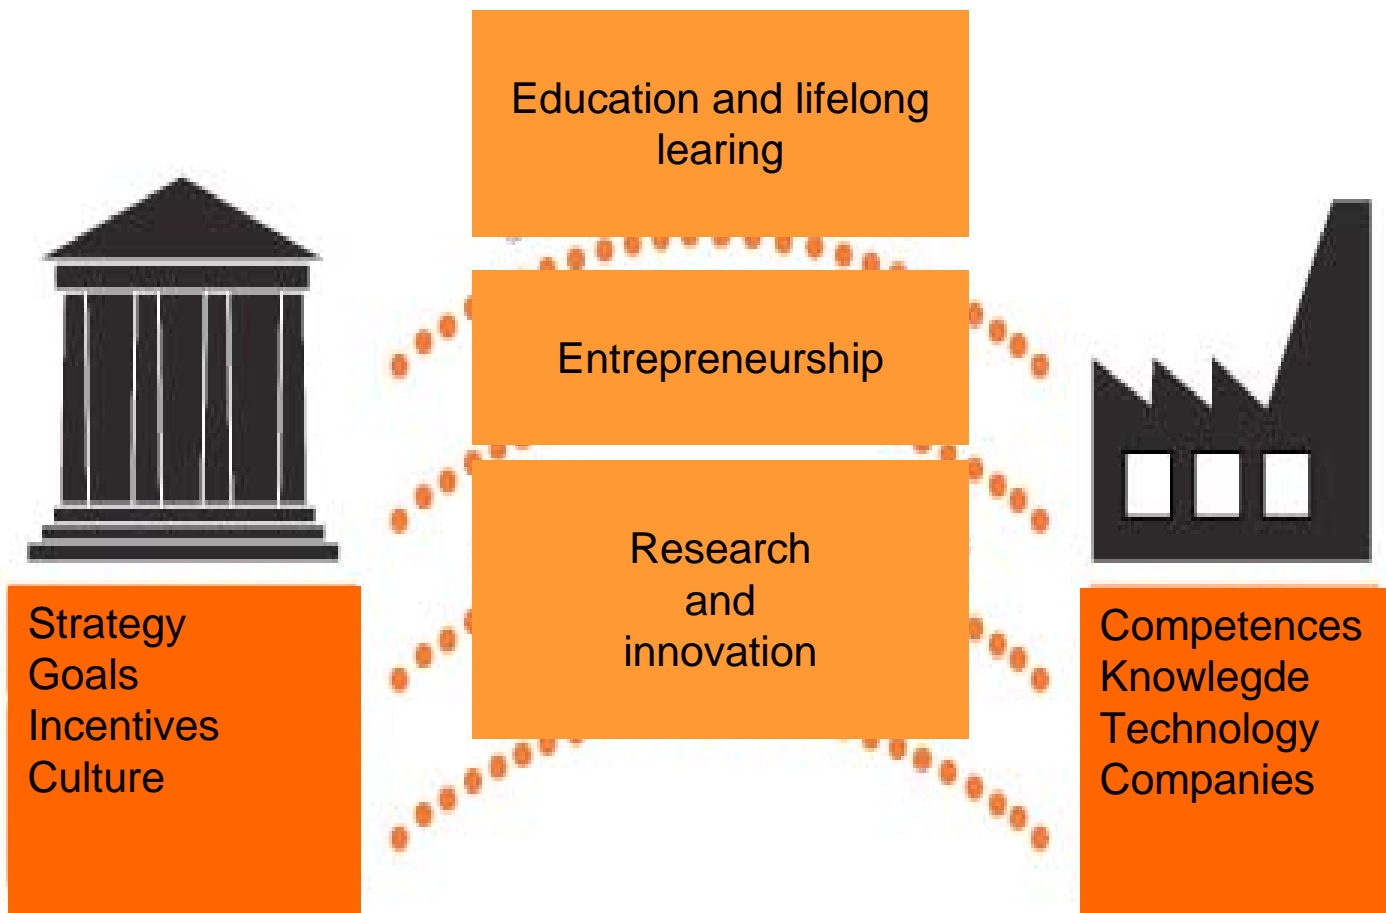 Education and lifelong
learing
Entrepreneurship
Research
and
innovation
Strategy
Goals
Incentives
Culture
Competences
Knowlegde
Technology
Companies